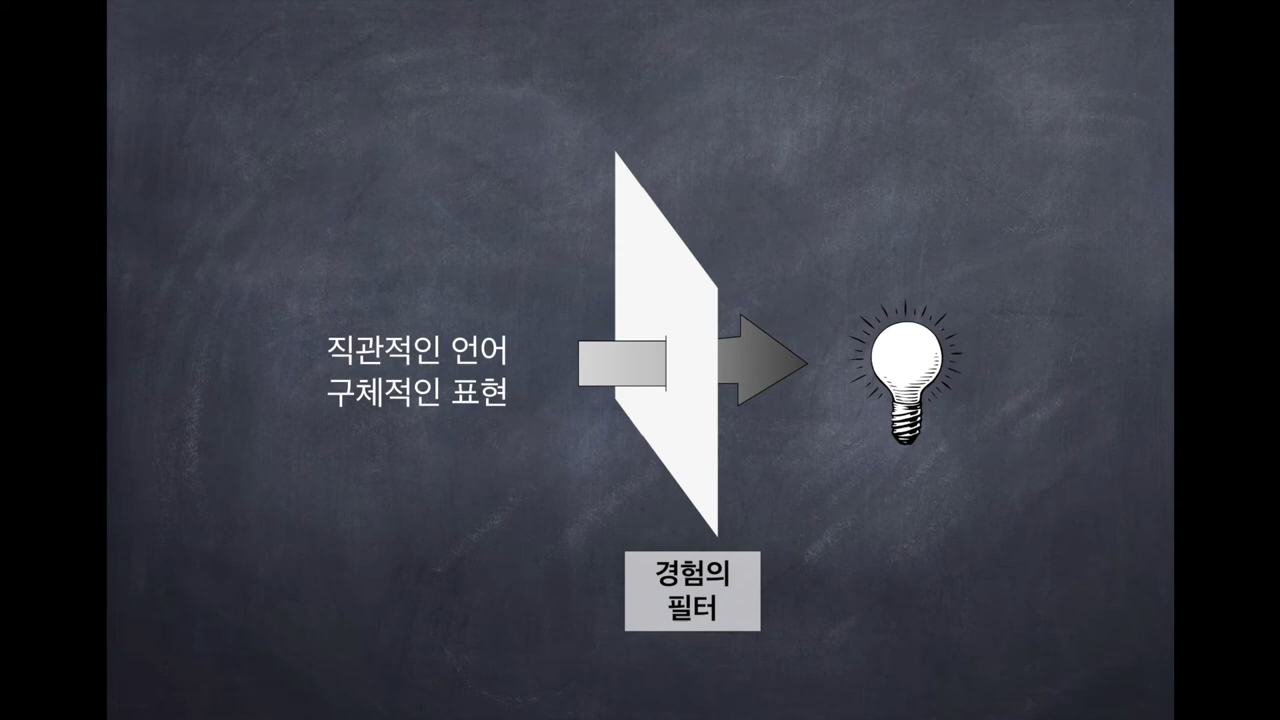 직관적인 언어
구체적인 표현
경험의
필터